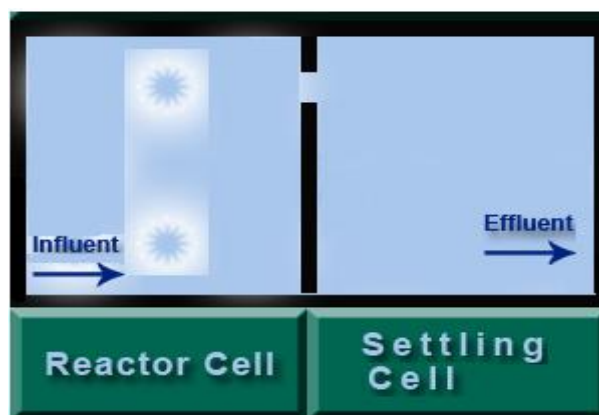 Influent
Effluent
Reactor Cell
Settling
Cell